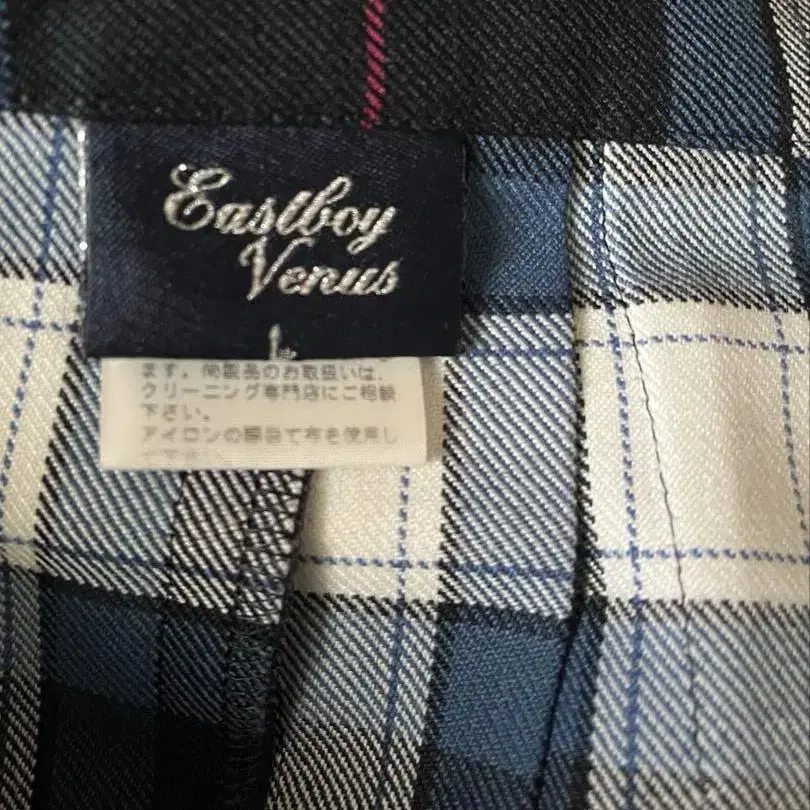 Eastboy
Venus
L
ます。尚製品のお取扱いは、
クリーニング専門店にご相談
下さい。
アイロンの際当て布を使用し